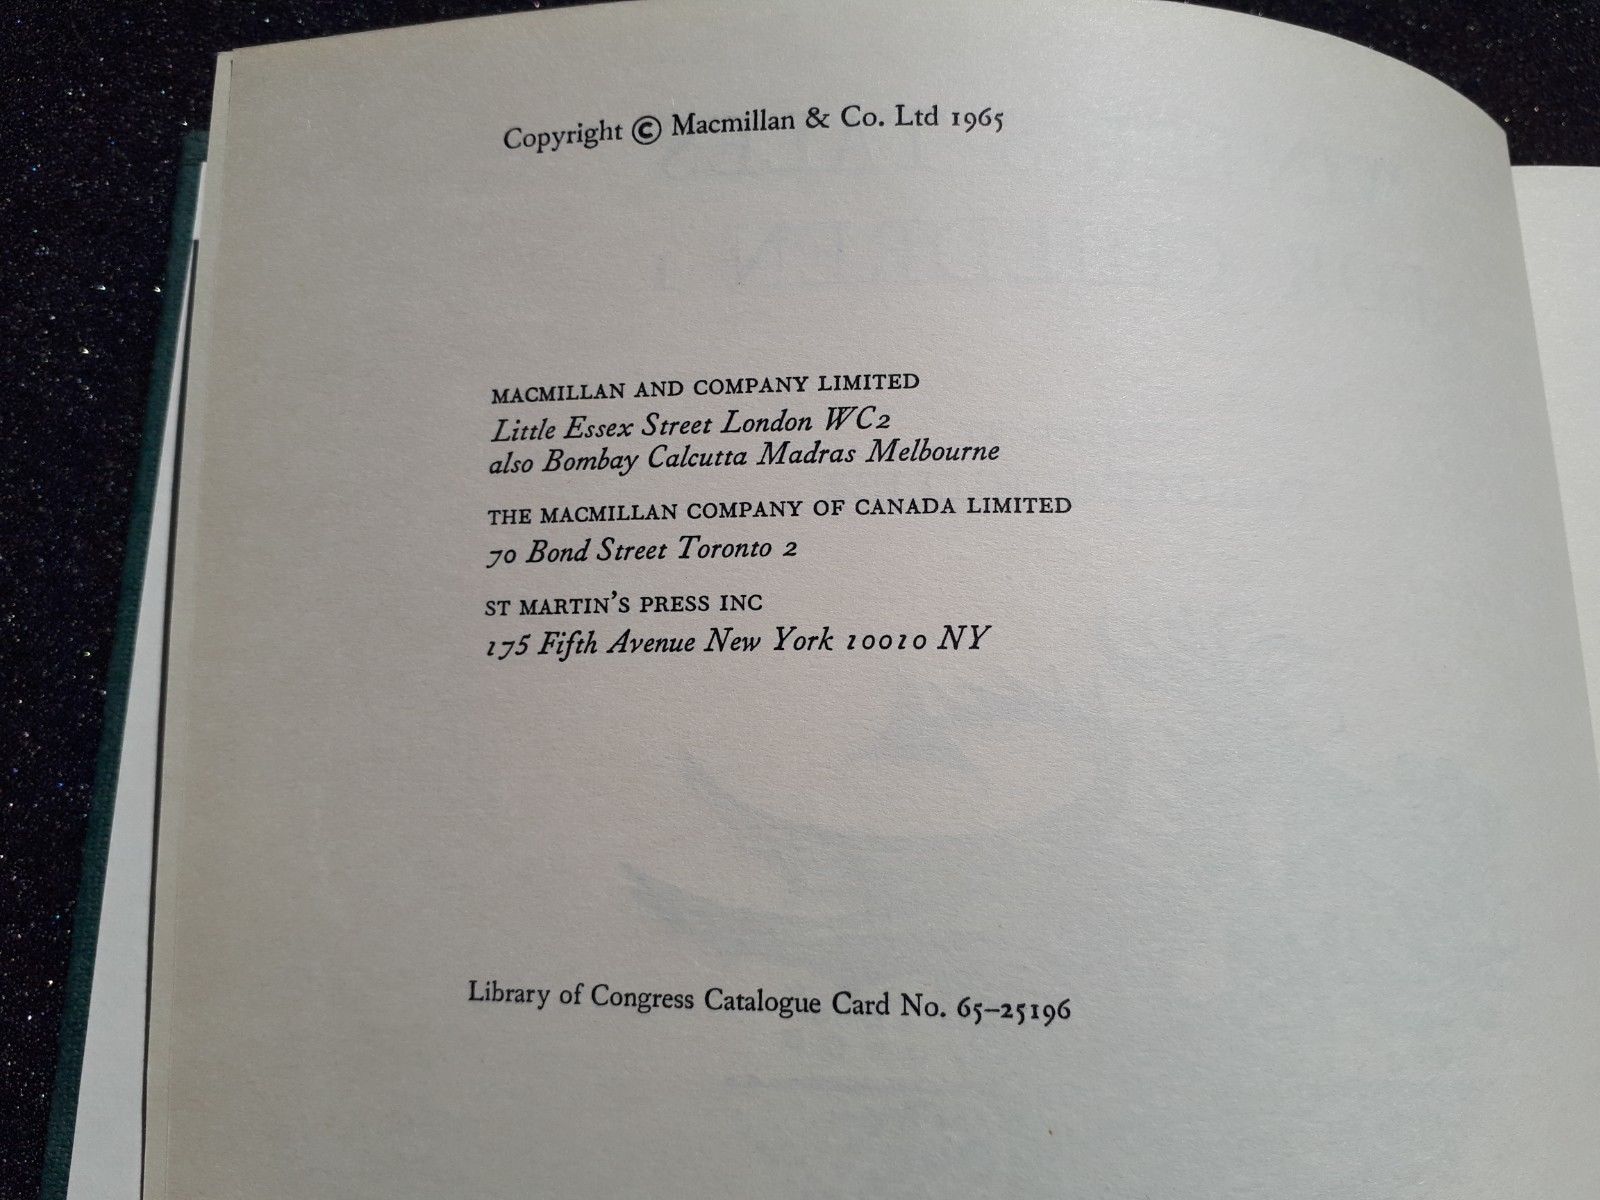 Copyright © Macmillan & Co. Ltd 1965
MACMILLAN AND COMPANY LIMITED
Little Essex Street London WC2
also Bombay Calcutta Madras Melbourne
THE MACMILLAN COMPANY OF CANADA LIMITED
70 Bond Street Toronto 2
ST MARTIN'S PRESS INC
175 Fifth Avenue New York 10010 NY
Library of Congress Catalogue Card No. 65–25196